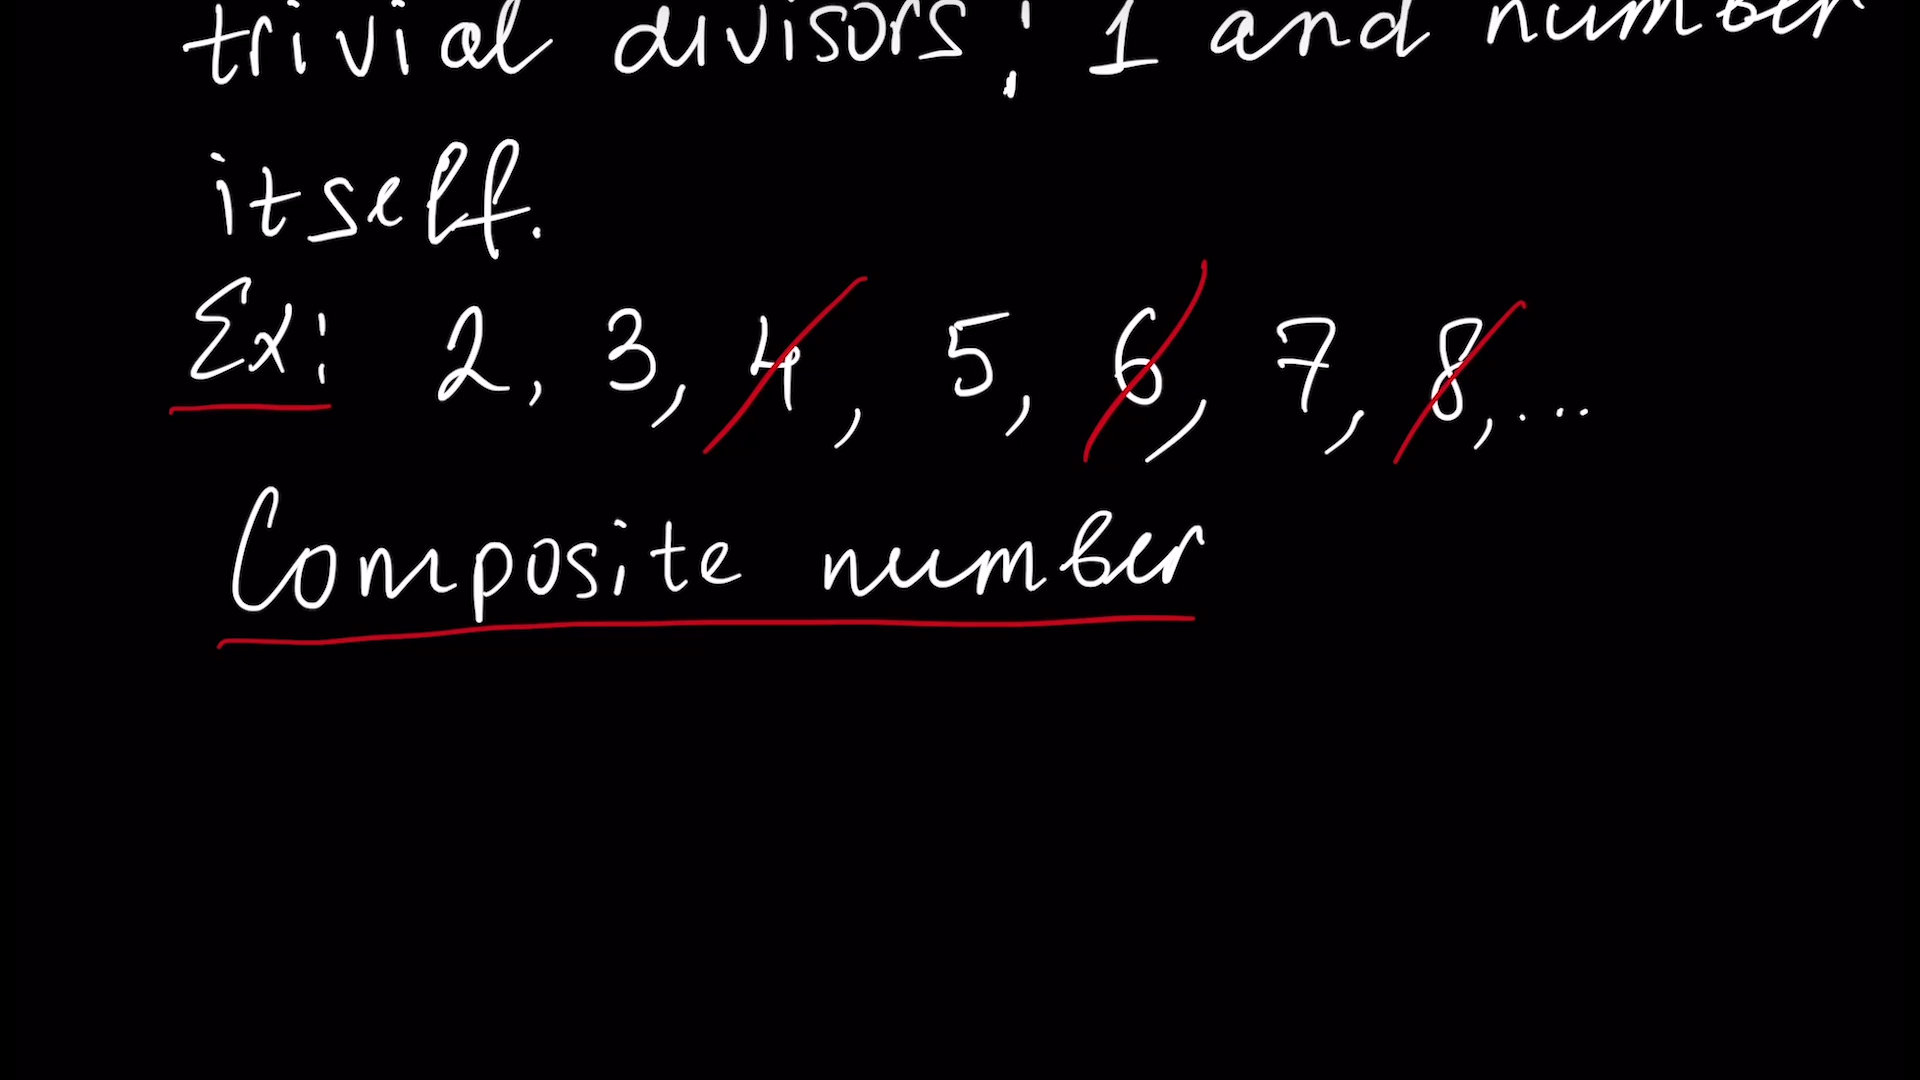 trivial divisors: 1 and number
itself.
Ex: 2, 3, 4, 5, 6, 7, 8, ...
Composite number